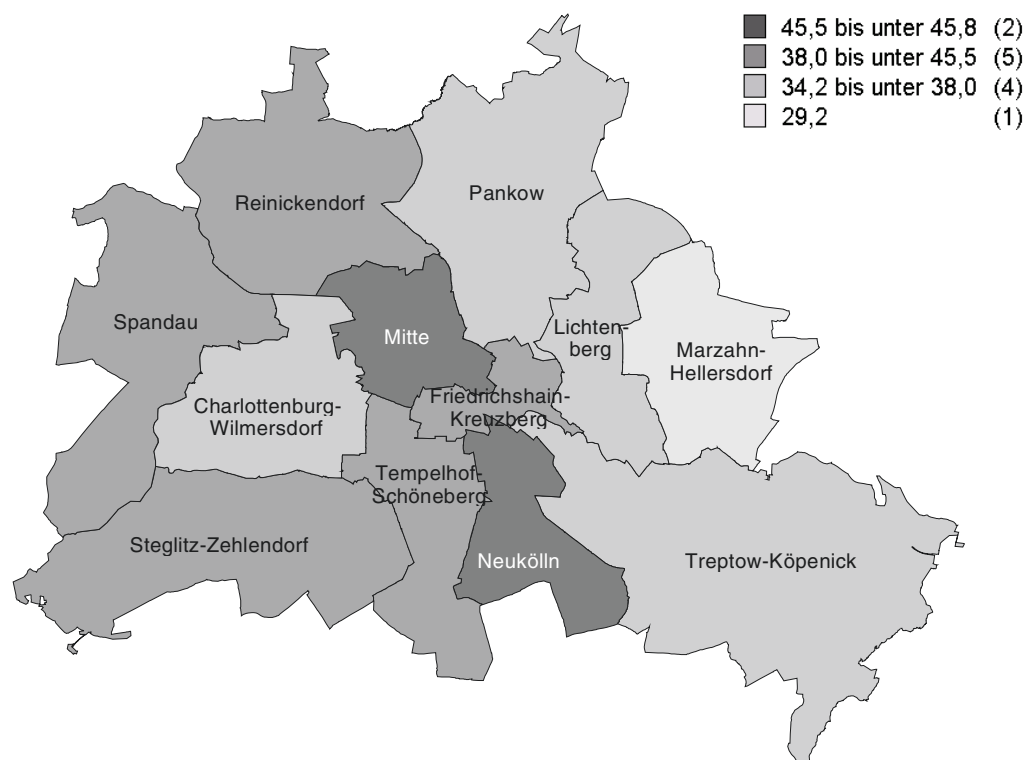 45,5 bis unter 45,8 (2)
38,0 bis unter 45,5 (5)
34,2 bis unter 38,0 (4)
29,2 (1)
Reinickendorf
Pankow
Spandau
Mitte
Lichten-
berg
Marzahn-
Hellersdorf
Charlottenburg-
Wilmersdorf
Friedrichshain-
Kreuzberg
Tempelhof-
Schöneberg
Steglitz-Zehlendorf
Neukölln
Treptow-Köpenick